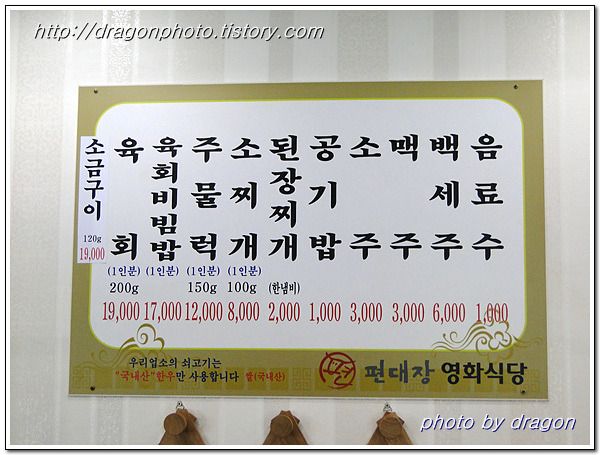 http://dragonphoto.tistory.com
소금구이
120g
19,000
육회
(1인분)
200g
19,000
육회비빔밥
(1인분)
17,000
주물럭
(1인분)
150g
12,000
소찌개
(1인분)
100g
8,000
된장찌개
(한냄비)
2,000
공기밥
1,000
소주
3,000
맥주
3,000
백세주
6,000
음료수
1,000
우리업소의 쇠고기는
"국내산"한우만 사용합니다 쌀(국내산)
편대장 영화식당
photo by dragon